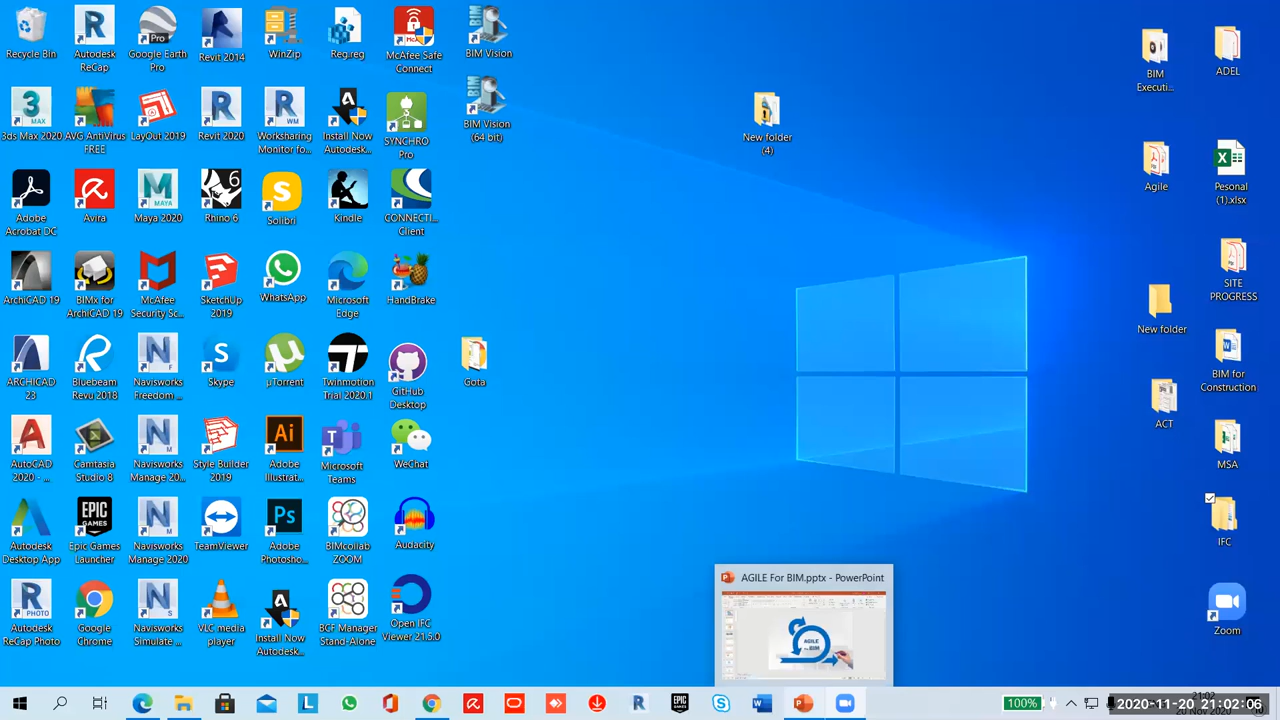 Recycle Bin
Autodesk
ReCap
Google Earth
Pro
Revit 2014
WinZip
Reg.reg
McAfee Safe
Connect
BIM Vision
3ds Max 2020
AVG AntiVirus
FREE
LayOut 2019
Revit 2020
Worksharing
Monitor fo...
Install Now
Autodesk...
SYNCHRO
Pro
BIM Vision
(64 bit)
Adobe
Acrobat DC
Avira
Maya 2020
Rhino 6
Solibri
Kindle
CONNECTI...
Client
ArchiCAD 19
BIMx for
ArchiCAD 19
McAfee
Security Sc...
SketchUp
2019
WhatsApp
Microsoft
Edge
HandBrake
ARCHICAD
23
Bluebeam
Revu 2018
Navisworks
Freedom ...
Skype
µTorrent
Twinmotion
Trial 2020.1
GitHub
Desktop
Gota
AutoCAD
2020 - ...
Camtasia
Studio 8
Navisworks
Manage 20...
Style Builder
2019
Adobe
Illustrat...
Microsoft
Teams
WeChat
Autodesk
Desktop App
Epic Games
Launcher
Navisworks
Manage 2020
TeamViewer
Adobe
Photosho...
BIMcollab
ZOOM
Audacity
Autodesk
ReCap Photo
Google
Chrome
Navisworks
Simulate ...
VLC media
player
Install Now
Autodesk...
BCF Manager
Stand-Alone
Open IFC
Viewer 21.5.0
New folder
(4)
BIM
Executi...
ADEL
Agile
Pesonal
(1).xlsx
SITE
PROGRESS
New folder
BIM for
Construction
ACT
MSA
IFC
Zoom
AGILE For BIM.pptx - PowerPoint
AGILE
BIM
100%
21:02
20 Nov 2020
2020-11-20 21:02:06